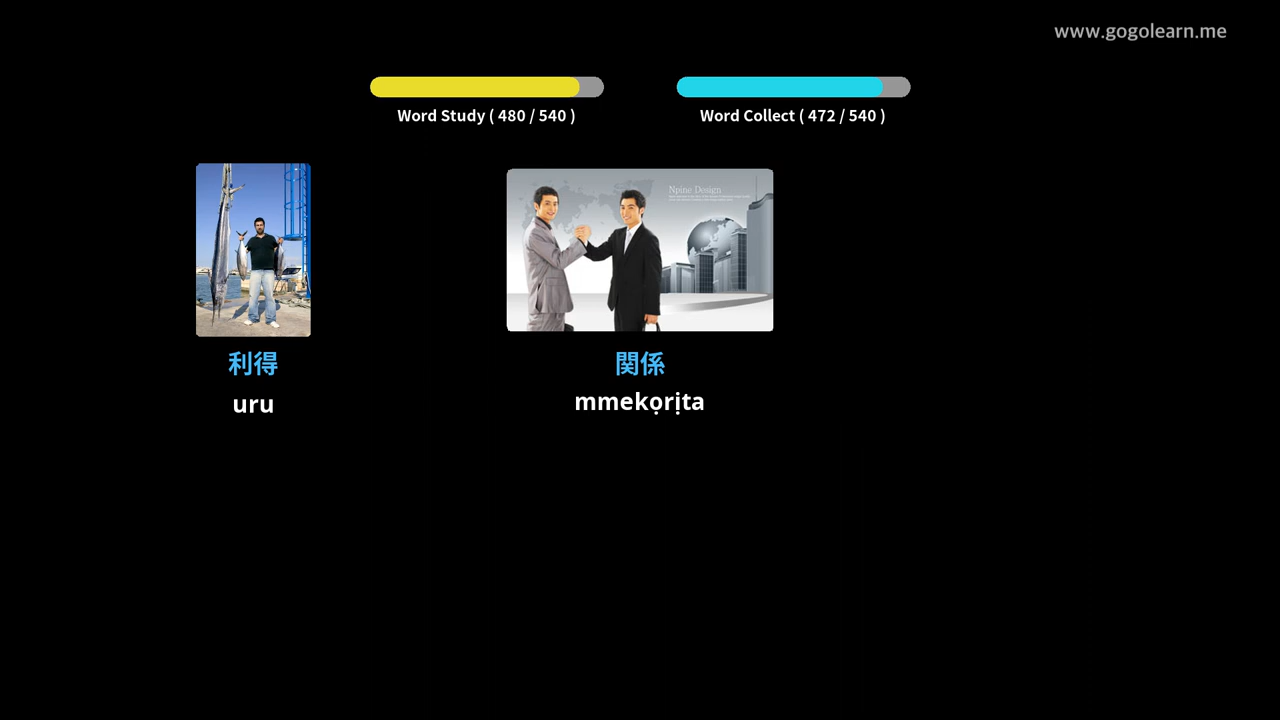 www.gogolearn.me
Word Study ( 480 / 540 )
Word Collect ( 472 / 540 )
Npine Design
利得
関係
uru
mmekọrịta